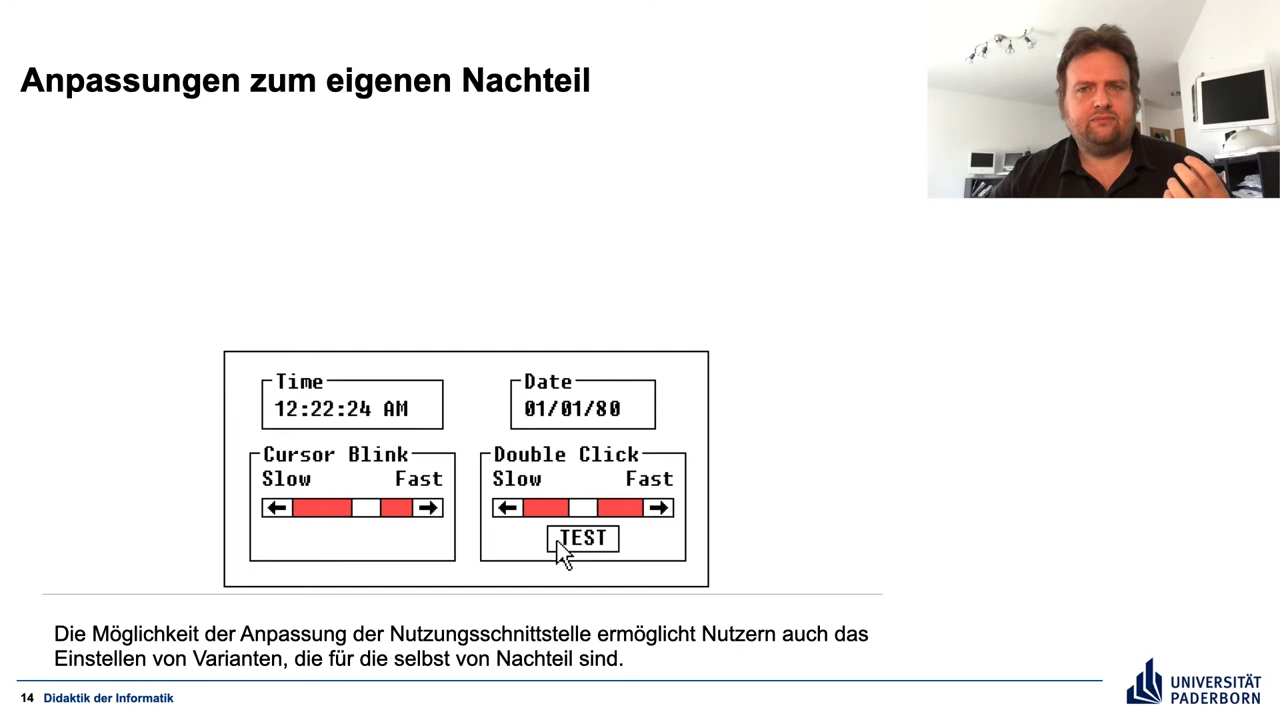 Anpassungen zum eigenen Nachteil
Time
12:22:24 AM
Date
01/01/80
Cursor Blink
Slow Fast
Double Click
Slow Fast
TEST
Die Möglichkeit der Anpassung der Nutzungsschnittstelle ermöglicht Nutzern auch das
Einstellen von Varianten, die für die selbst von Nachteil sind.
14 Didaktik der Informatik
UNIVERSITÄT
PADERBORN